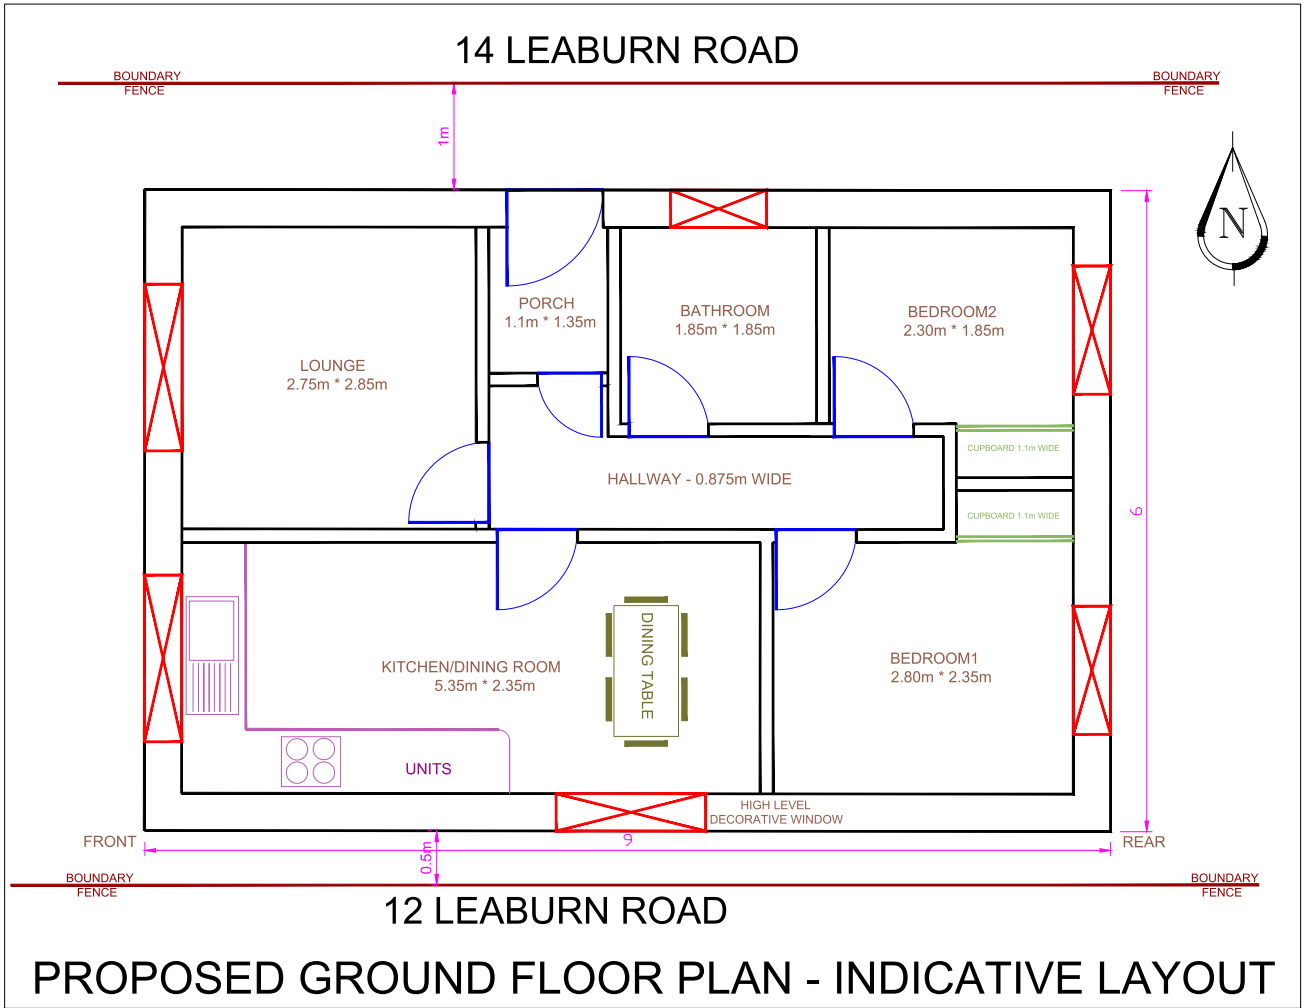 14 LEABURN ROAD
BOUNDARY
FENCE
BOUNDARY
FENCE
1m
N
PORCH
1.1m * 1.35m
BATHROOM
1.85m * 1.85m
BEDROOM2
2.30m * 1.85m
LOUNGE
2.75m * 2.85m
CUPBOARD 1.1m WIDE
HALLWAY - 0.875m WIDE
CUPBOARD 1.1m WIDE
6
DINING TABLE
KITCHEN/DINING ROOM
5.35m * 2.35m
BEDROOM1
2.80m * 2.35m
UNITS
HIGH LEVEL
DECORATIVE WINDOW
FRONT
9
REAR
0.5m
BOUNDARY
FENCE
BOUNDARY
FENCE
12 LEABURN ROAD
PROPOSED GROUND FLOOR PLAN - INDICATIVE LAYOUT